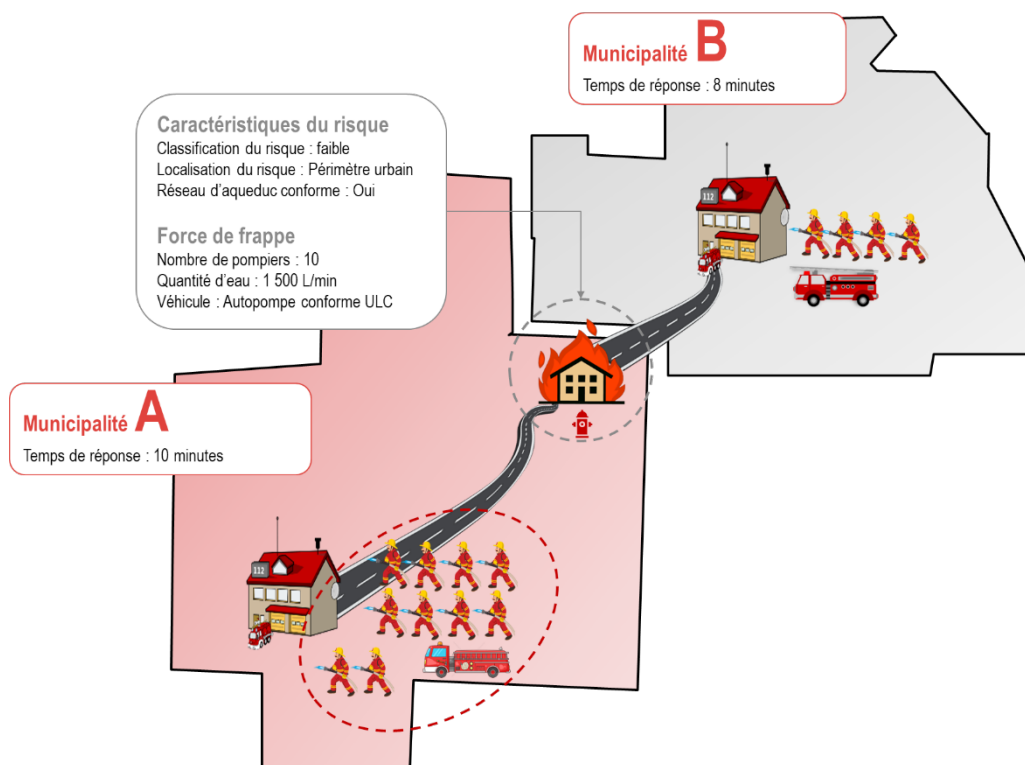 Municipalité B
Temps de réponse : 8 minutes
Caractéristiques du risque
Classification du risque : faible
Localisation du risque : Périmètre urbain
Réseau d'aqueduc conforme : Oui
Force de frappe
Nombre de pompiers : 10
Quantité d'eau : 1 500 L/min
Véhicule : Autopompe conforme ULC
112
Municipalité A
Temps de réponse : 10 minutes
112